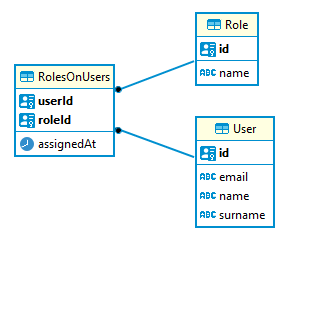 Role
id
ABC name
RolesOnUsers
userId
roleId
assignedAt
User
id
ABC email
ABC name
ABC surname